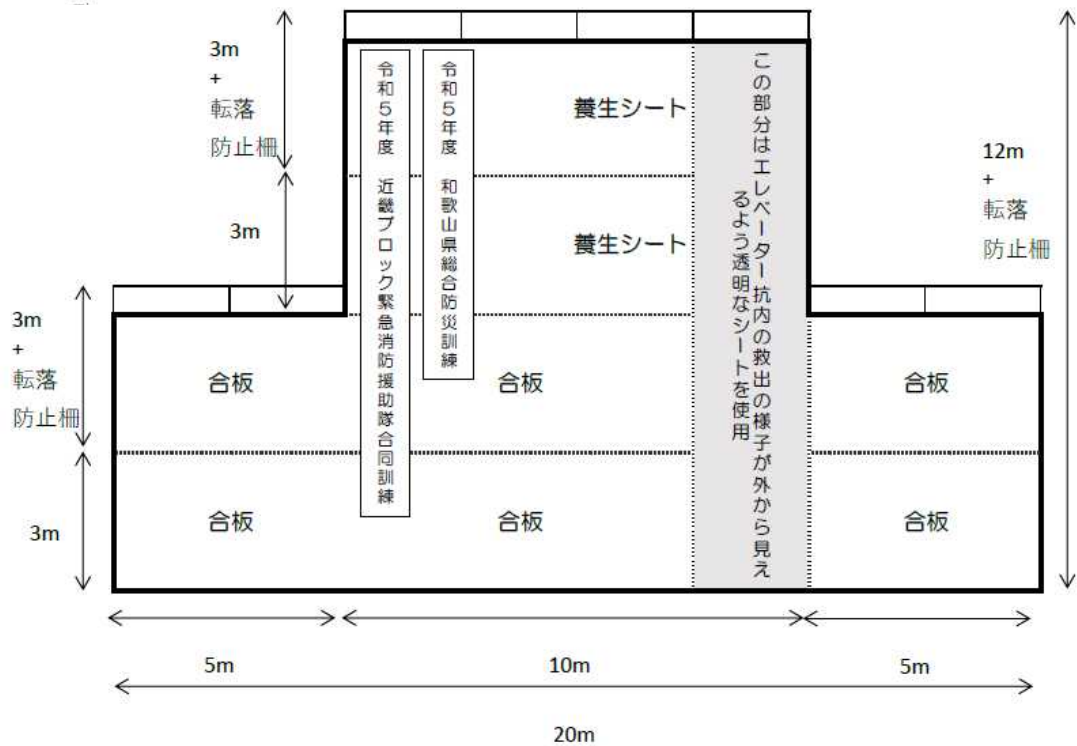 3m
+
転落
防止柵
3m
3m
+
転落
防止柵
3m
令和5年度 近畿ブロック緊急消防援助隊合同訓練
令和5年度 和歌山県総合防災訓練
養生シート
養生シート
この部分はエレベーター抗内の救出の様子が外から見え
るよう透明なシートを使用
12m
+
転落
防止柵
合板
合板
合板
合板
合板
合板
5m
10m
5m
20m